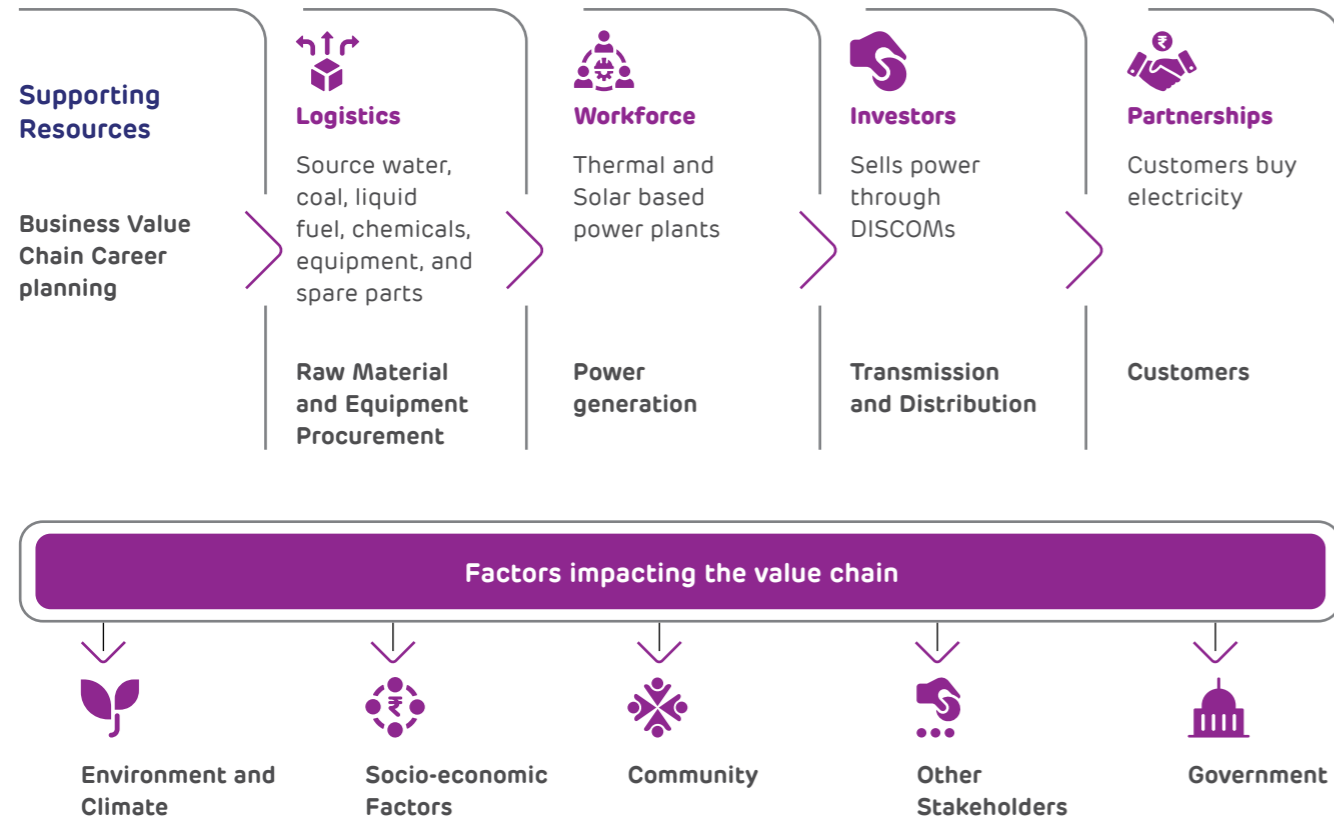 Supporting
Resources
Business Value
Chain Career
planning
Logistics
Source water,
coal, liquid
fuel, chemicals,
equipment, and
spare parts
Raw Material
and Equipment
Procurement
Workforce
Thermal and
Solar based
power plants
Power
generation
Investors
Sells power
through
DISCOMs
Transmission
and Distribution
₹
Partnerships
Customers buy
electricity
Customers
Factors impacting the value chain
Environment and
Climate
₹
Socio-economic
Factors
Community
Other
Stakeholders
Government